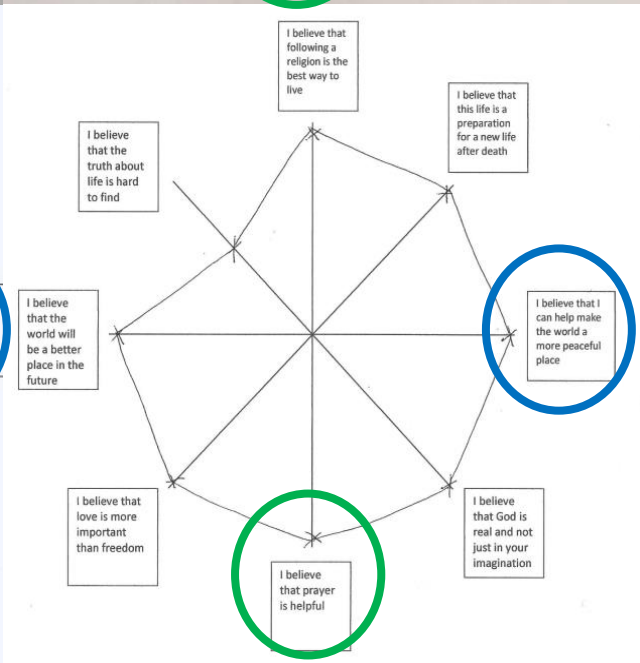 I believe that
following a
religion is the
best way to
live
I believe that
this life is a
preparation
for a new life
after death
I believe
that the
truth about
life is hard
to find
I believe
that the
world will
be a better
place in the
future
I believe that I
can help make
the world a
more peaceful
place
I believe that
love is more
important
than freedom
I believe
that God is
real and not
just in your
imagination
I believe
that prayer
is helpful